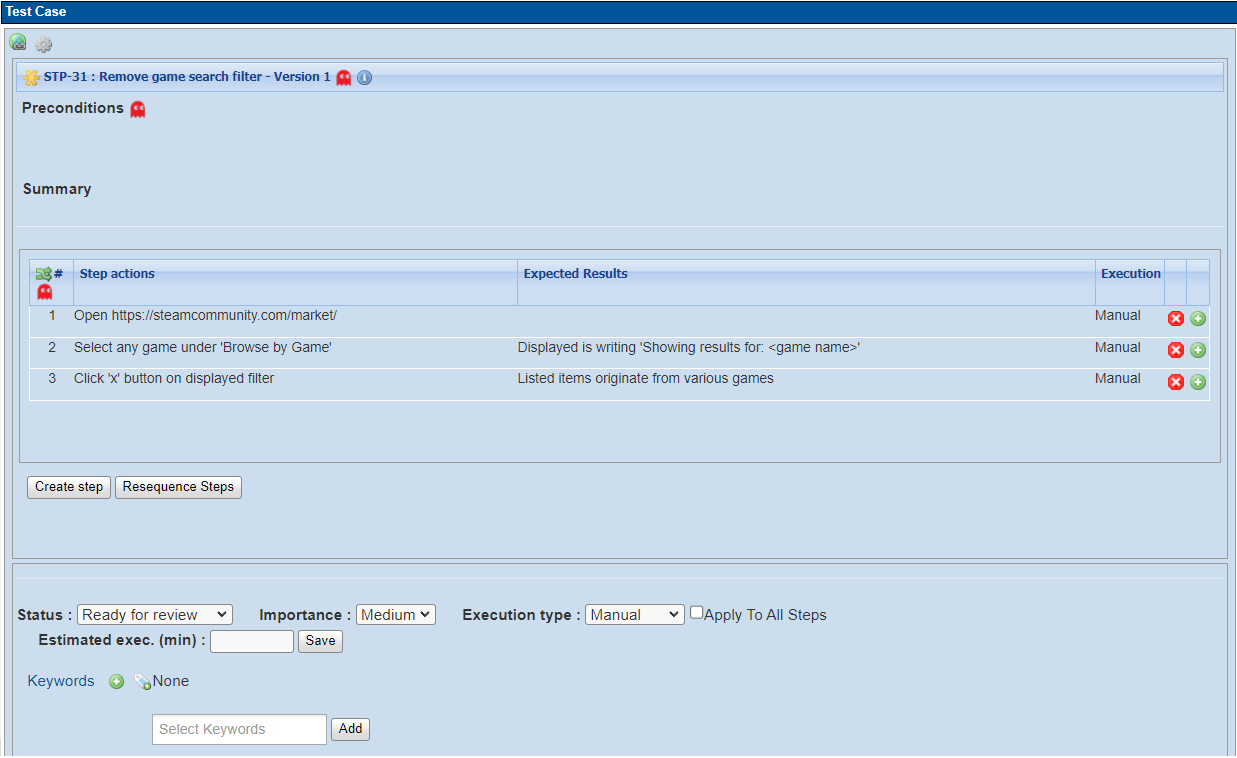 Test Case
STP-31 : Remove game search filter - Version 1
Preconditions
Summary
# Step actions Expected Results Execution
1 Open https://steamcommunity.com/market/ Manual
2 Select any game under 'Browse by Game' Displayed is writing 'Showing results for: <game name>' Manual
3 Click 'x' button on displayed filter Listed items originate from various games Manual
Create step Resequence Steps
Status : Ready for review Importance : Medium Execution type : Manual Apply To All Steps
Estimated exec. (min) : Save
Keywords None
Select Keywords Add